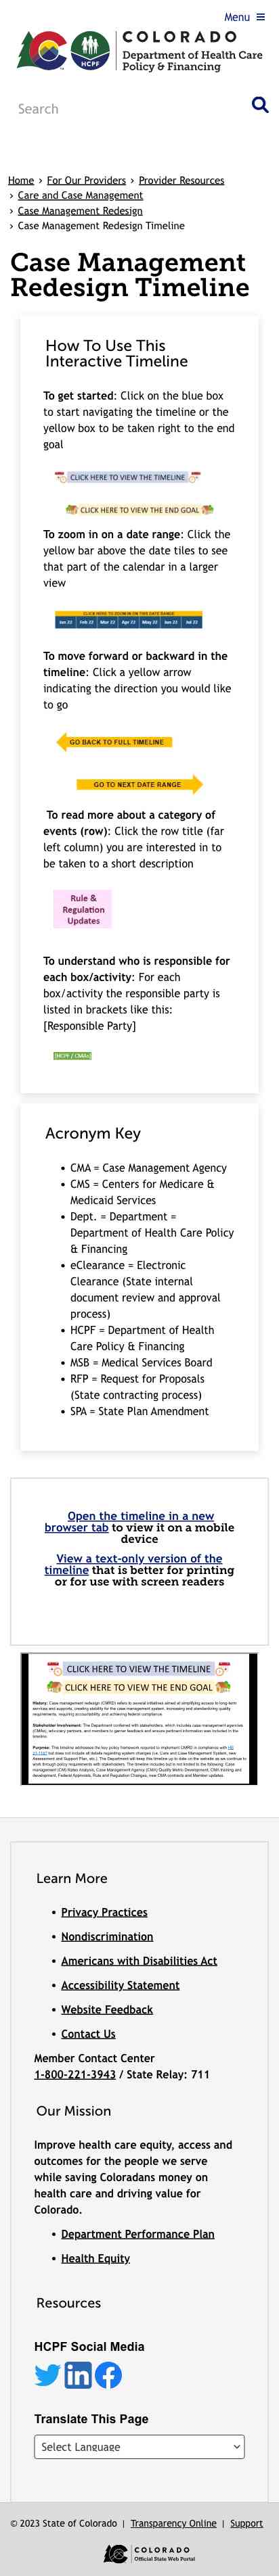 Menu
COLORADO
Department of Health Care
Policy & Financing
CO
HCPF
Search
Home › For Our Providers › Provider Resources
› Care and Case Management
› Case Management Redesign
› Case Management Redesign Timeline
Case Management
Redesign Timeline
How To Use This
Interactive Timeline
To get started: Click on the blue box
to start navigating the timeline or the
yellow box to be taken right to the end
goal
CLICK HERE TO VIEW THE TIMELINE
CLICK HERE TO VIEW THE END GOAL
To zoom in on a date range: Click the
yellow bar above the date tiles to see
that part of the calendar in a larger
view
CLICK HERE TO ZOOM IN ON THIS DATE RANGE
Jan 22 Feb 22 Mar 22 Apr 22 May 22 Jun 22 Jul 22
To move forward or backward in the
timeline: Click a yellow arrow
indicating the direction you would like
to go
GO BACK TO FULL TIMELINE
GO TO NEXT DATE RANGE
To read more about a category of
events (row): Click the row title (far
left column) you are interested in to
be taken to a short description
Rule &
Regulation
Updates
To understand who is responsible for
each box/activity: For each
box/activity the responsible party is
listed in brackets like this:
[Responsible Party]
[HCPF / CMAs]
Acronym Key
• CMA = Case Management Agency
• CMS = Centers for Medicare &
Medicaid Services
• Dept. = Department =
Department of Health Care Policy
& Financing
• eClearance = Electronic
Clearance (State internal
document review and approval
process)
• HCPF = Department of Health
Care Policy & Financing
• MSB = Medical Services Board
• RFP = Request for Proposals
(State contracting process)
• SPA = State Plan Amendment
Open the timeline in a new
browser tab to view it on a mobile
device
View a text-only version of the
timeline that is better for printing
or for use with screen readers
CLICK HERE TO VIEW THE TIMELINE
CLICK HERE TO VIEW THE END GOAL
Learn More
• Privacy Practices
• Nondiscrimination
• Americans with Disabilities Act
• Accessibility Statement
• Website Feedback
• Contact Us
Member Contact Center
1-800-221-3943 / State Relay: 711
Our Mission
Improve health care equity, access and
outcomes for the people we serve
while saving Coloradans money on
health care and driving value for
Colorado.
• Department Performance Plan
• Health Equity
Resources
HCPF Social Media
Translate This Page
Select Language
© 2023 State of Colorado | Transparency Online | Support
COLORADO
Official State Web Portal